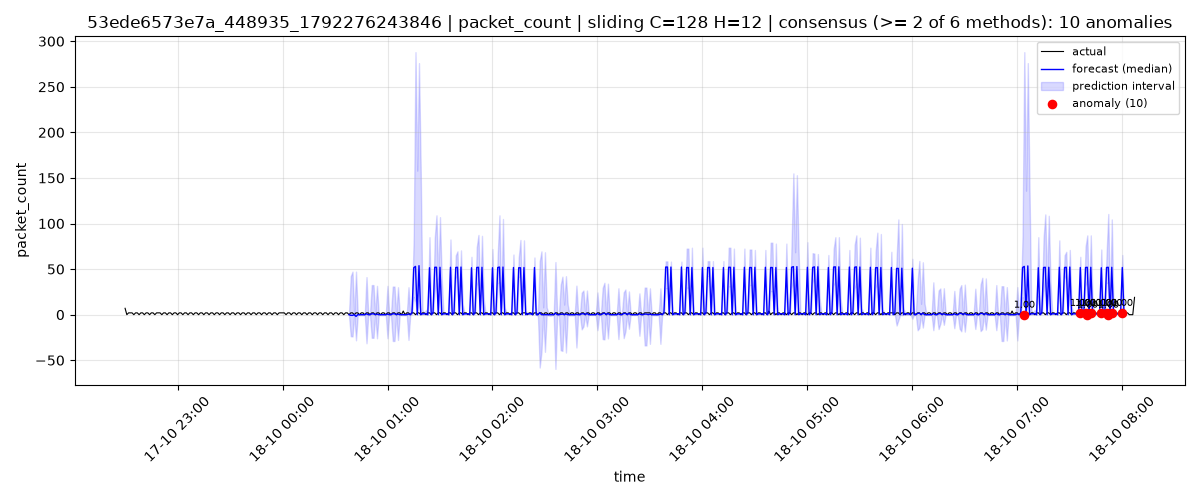 53ede6573e7a_448935_1792276243846 | packet_count | sliding C=128 H=12 | consensus (>= 2 of 6 methods): 10 anomalies
packet_count
300
250
200
150
100
50
0
−50
actual
forecast (median)
prediction interval
anomaly (10)
1.00
17-10 23:00
18-10 00:00
18-10 01:00
18-10 02:00
18-10 03:00
18-10 04:00
18-10 05:00
18-10 06:00
18-10 07:00
18-10 08:00
time